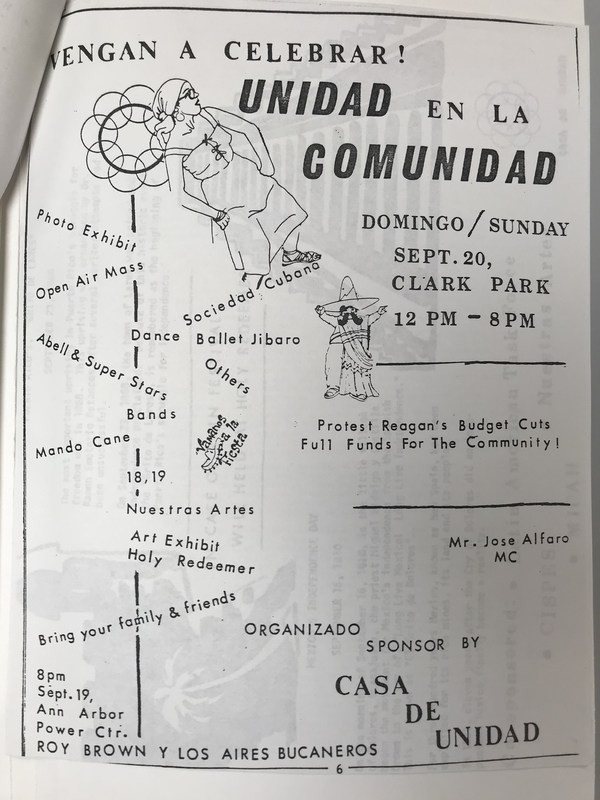 VENGAN A CELEBRAR!
UNIDAD EN LA
COMUNIDAD
DOMINGO/SUNDAY
SEPT. 20,
CLARK PARK
12 PM - 8 PM
Photo Exhibit
Open Air Mass
Sociedad Cubana
Dance Ballet Jibaro
Others
Abell & Super Stars
Bands
Mando Cane
Vamanos
a la
Fiesta
18,19
Nuestras Artes
Art Exhibit
Holy Redeemer
Protest Reagan's Budget Cuts
Full Funds For The Community!
Mr. Jose Alfaro
MC
Bring your family & friends
ORGANIZADO
SPONSOR BY
CASA
DE
UNIDAD
8pm
Sept.19,
Ann Arbor
Power Ctr.
ROY BROWN Y LOS AIRES BUCANEROS
6